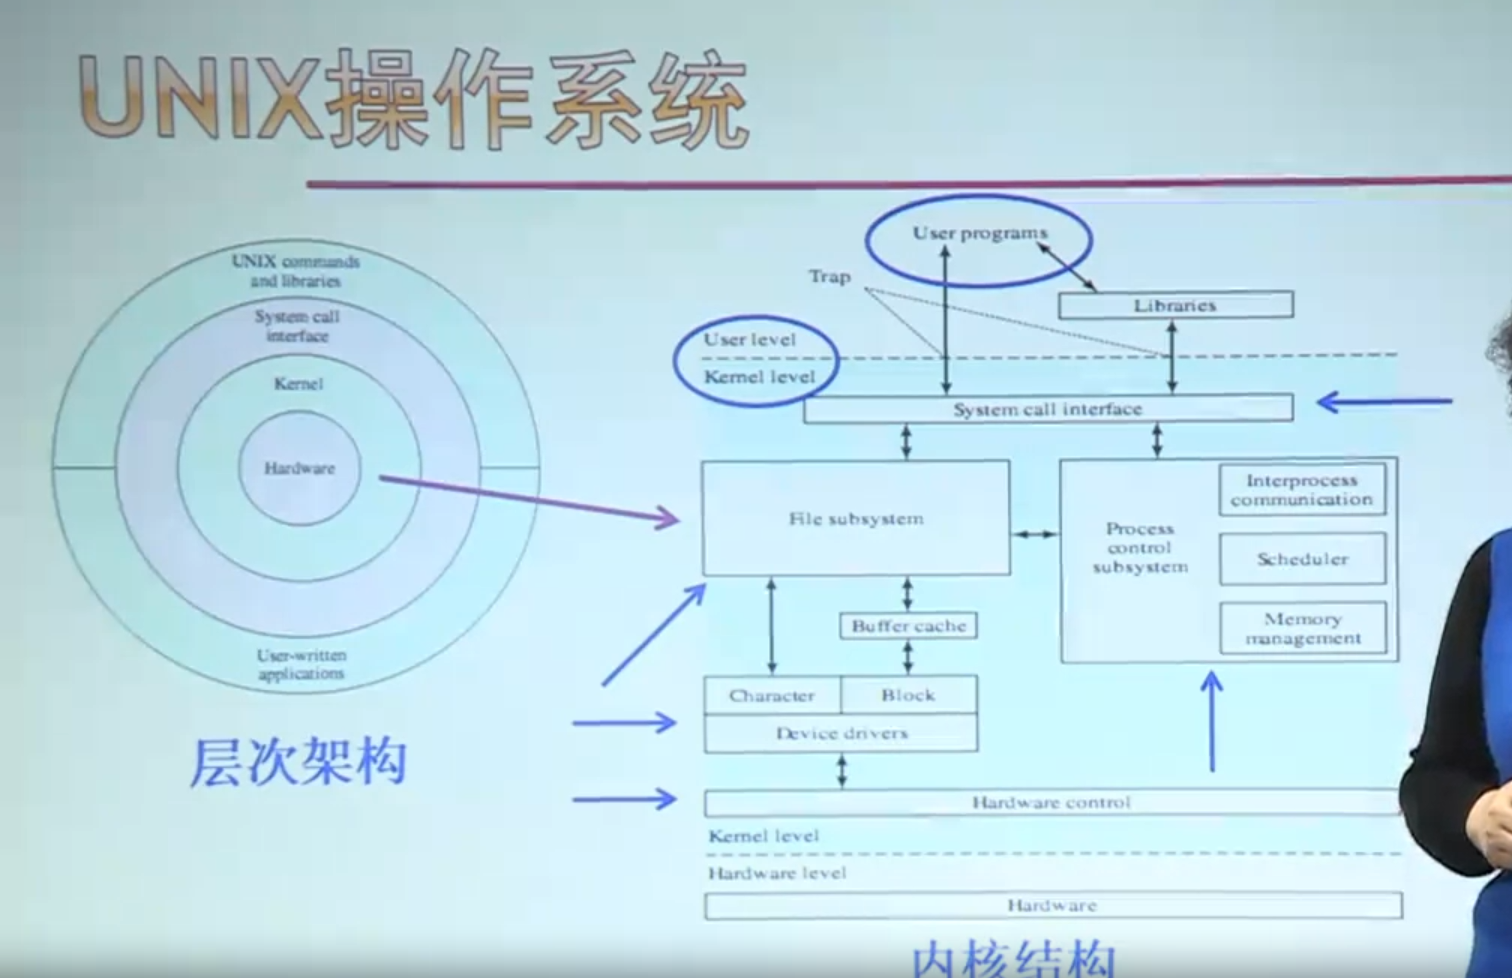 UNIX操作系统
UNIX commands
and libraries
System call
interface
Kernel
Hardware
User-written
applications
层次架构
User programs
Trap
Libraries
User level
Kernel level
System call interface
File subsystem
Process
control
subsystem
Interprocess
communication
Scheduler
Memory
management
Buffer cache
Character
Block
Device drivers
Hardware control
Kernel level
Hardware level
Hardware
内核结构